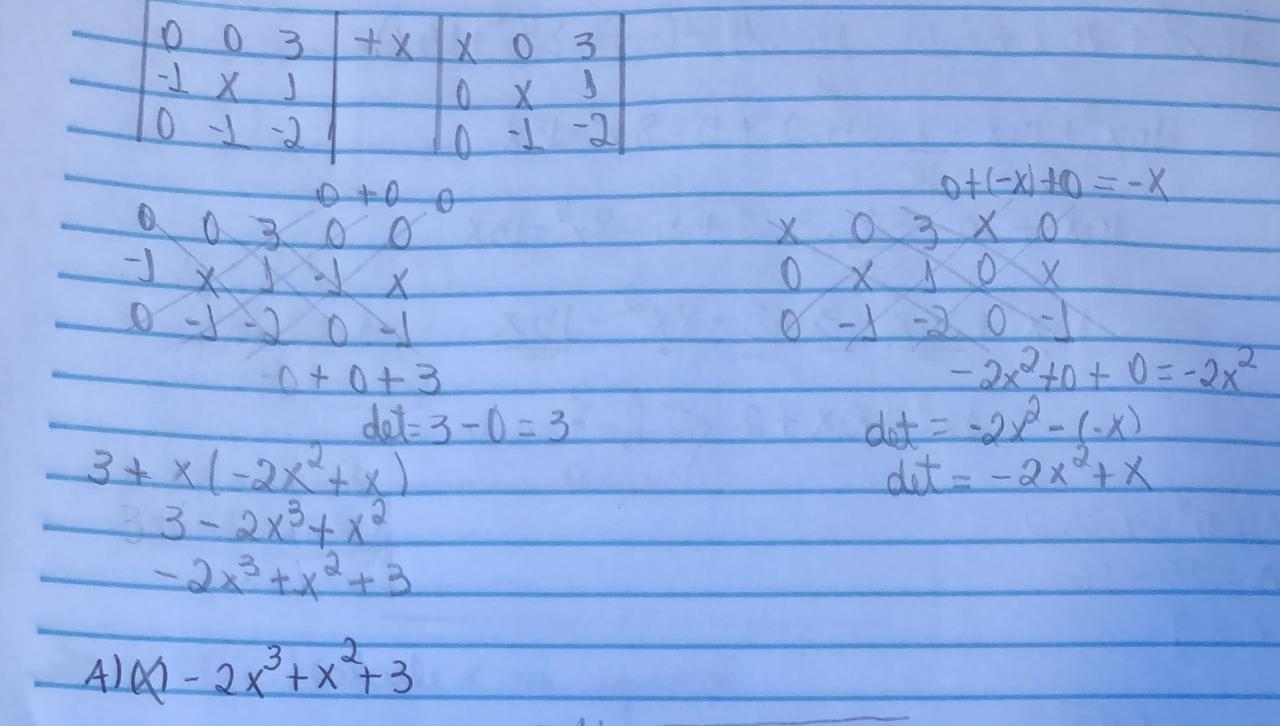 0 0 3 +x x 0 3
-1 x 1 0 x 1
0 -1 -2 0 -1 -2
0 + 0 0
0 0 3 0 0
-1 x 1 -1 x
0 -1 -2 0 -1
0 + 0 + 3
det = 3 - 0 = 3
3 + x(-2x² + x)
3 - 2x³ + x²
-2x³ + x² + 3
0 + (-x) + 0 = -x
x 0 3 x 0
0 x 1 0 x
0 -1 -2 0 -1
-2x² + 0 + 0 = -2x²
det = -2x² - (-x)
det = -2x² + x
A)(x) - 2x³ + x² + 3